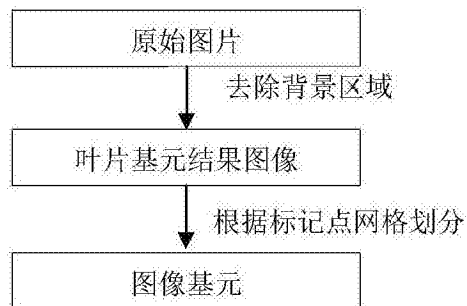 原始图片
去除背景区域
叶片基元结果图像
根据标记点网格划分
图像基元